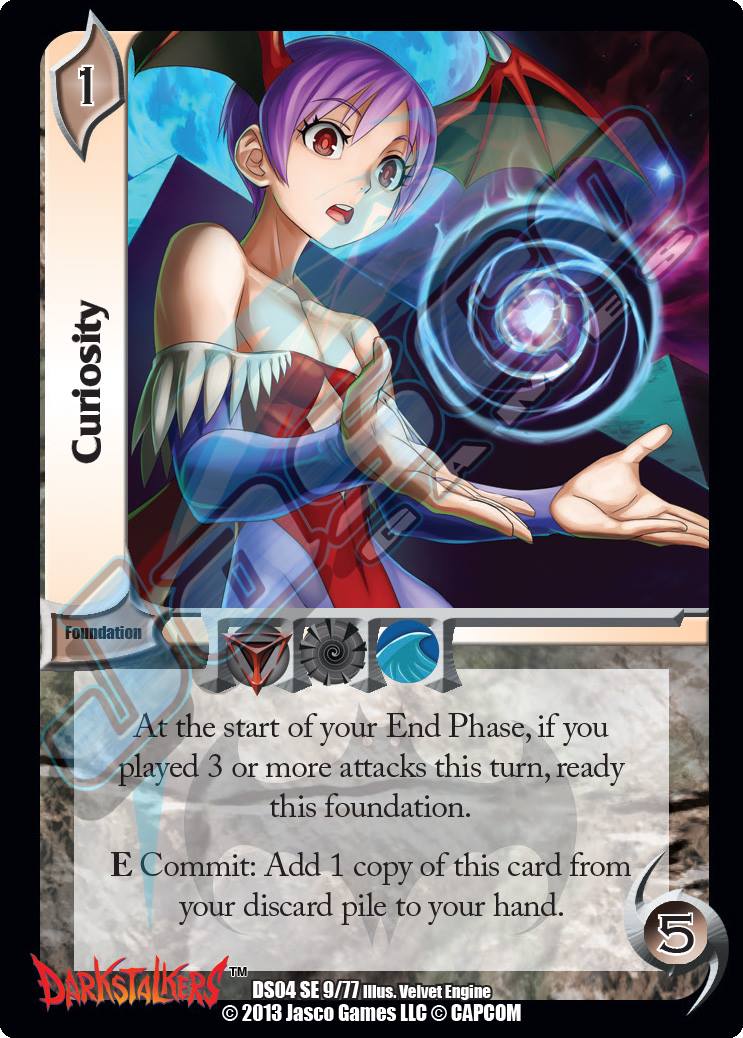 1
Curiosity
JASCO
GAMES
Foundation
At the start of your End Phase, if you
played 3 or more attacks this turn, ready
this foundation.
E Commit: Add 1 copy of this card from
your discard pile to your hand.
5
DARKSTALKERS™
DS04 SE 9/77 Illus. Velvet Engine
© 2013 Jasco Games LLC © CAPCOM